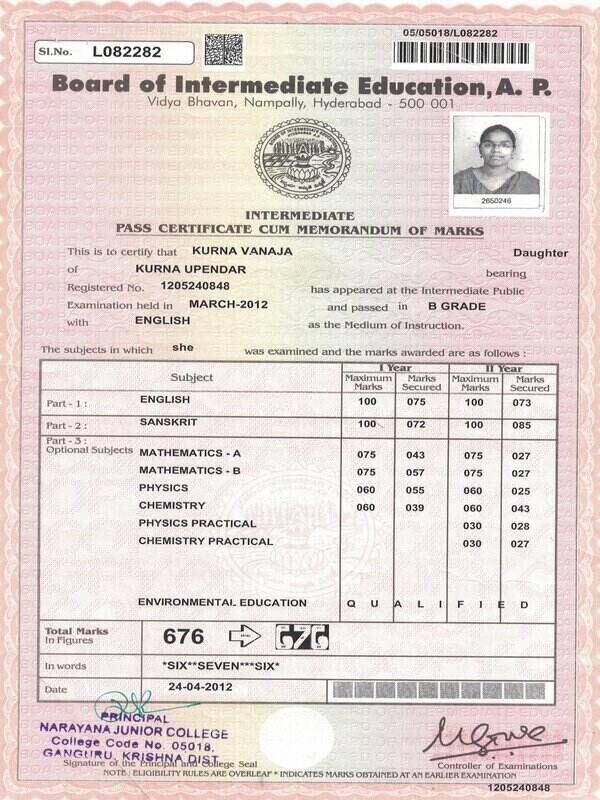 05/05018/L082282
Sl.No. L082282
Board of Intermediate Education, A. P.
Vidya Bhavan, Nampally, Hyderabad - 500 001
2650246
INTERMEDIATE
PASS CERTIFICATE CUM MEMORANDUM OF MARKS
This is to certify that KURNA VANAJA Daughter
of KURNA UPENDAR bearing
Registered No. 1205240848 has appeared at the Intermediate Public
Examination held in MARCH-2012 and passed in B GRADE
with ENGLISH as the Medium of Instruction.
The subjects in which she was examined and the marks awarded are as follows :
I Year II Year
Subject Maximum Marks Marks Secured Maximum Marks Marks Secured
Part - 1 : ENGLISH 100 075 100 073
Part - 2 : SANSKRIT 100 072 100 085
Part - 3 :
Optional Subjects MATHEMATICS - A 075 043 075 027
MATHEMATICS - B 075 057 075 027
PHYSICS 060 055 060 025
CHEMISTRY 060 039 060 043
PHYSICS PRACTICAL 030 028
CHEMISTRY PRACTICAL 030 027
ENVIRONMENTAL EDUCATION Q U A L I F I E D
Total Marks
In Figures 676 676
In words *SIX**SEVEN***SIX*
Date 24-04-2012
PRINCIPAL
NARAYANA JUNIOR COLLEGE
College Code No. 05018,
GANGURU, KRISHNA DIST.
Signature of the Principal and College Seal Controller of Examinations
NOTE : ELIGIBILITY RULES ARE OVERLEAF * INDICATES MARKS OBTAINED AT AN EARLIER EXAMINATION
1205240848